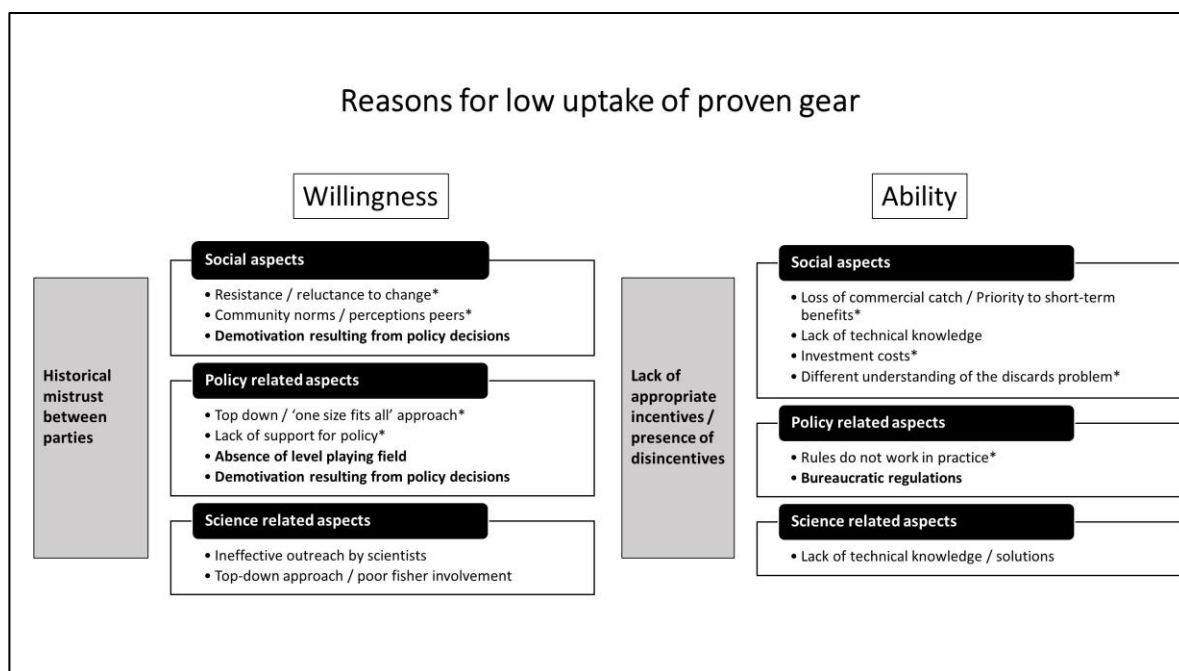 Reasons for low uptake of proven gear
Willingness
Historical
mistrust
between
parties
Social aspects
• Resistance / reluctance to change*
• Community norms / perceptions peers*
• Demotivation resulting from policy decisions
Policy related aspects
• Top down / ‘one size fits all’ approach*
• Lack of support for policy*
• Absence of level playing field
• Demotivation resulting from policy decisions
Science related aspects
• Ineffective outreach by scientists
• Top-down approach / poor fisher involvement
Ability
Lack of
appropriate
incentives /
presence of
disincentives
Social aspects
• Loss of commercial catch / Priority to short-term
benefits*
• Lack of technical knowledge
• Investment costs*
• Different understanding of the discards problem*
Policy related aspects
• Rules do not work in practice*
• Bureaucratic regulations
Science related aspects
• Lack of technical knowledge / solutions